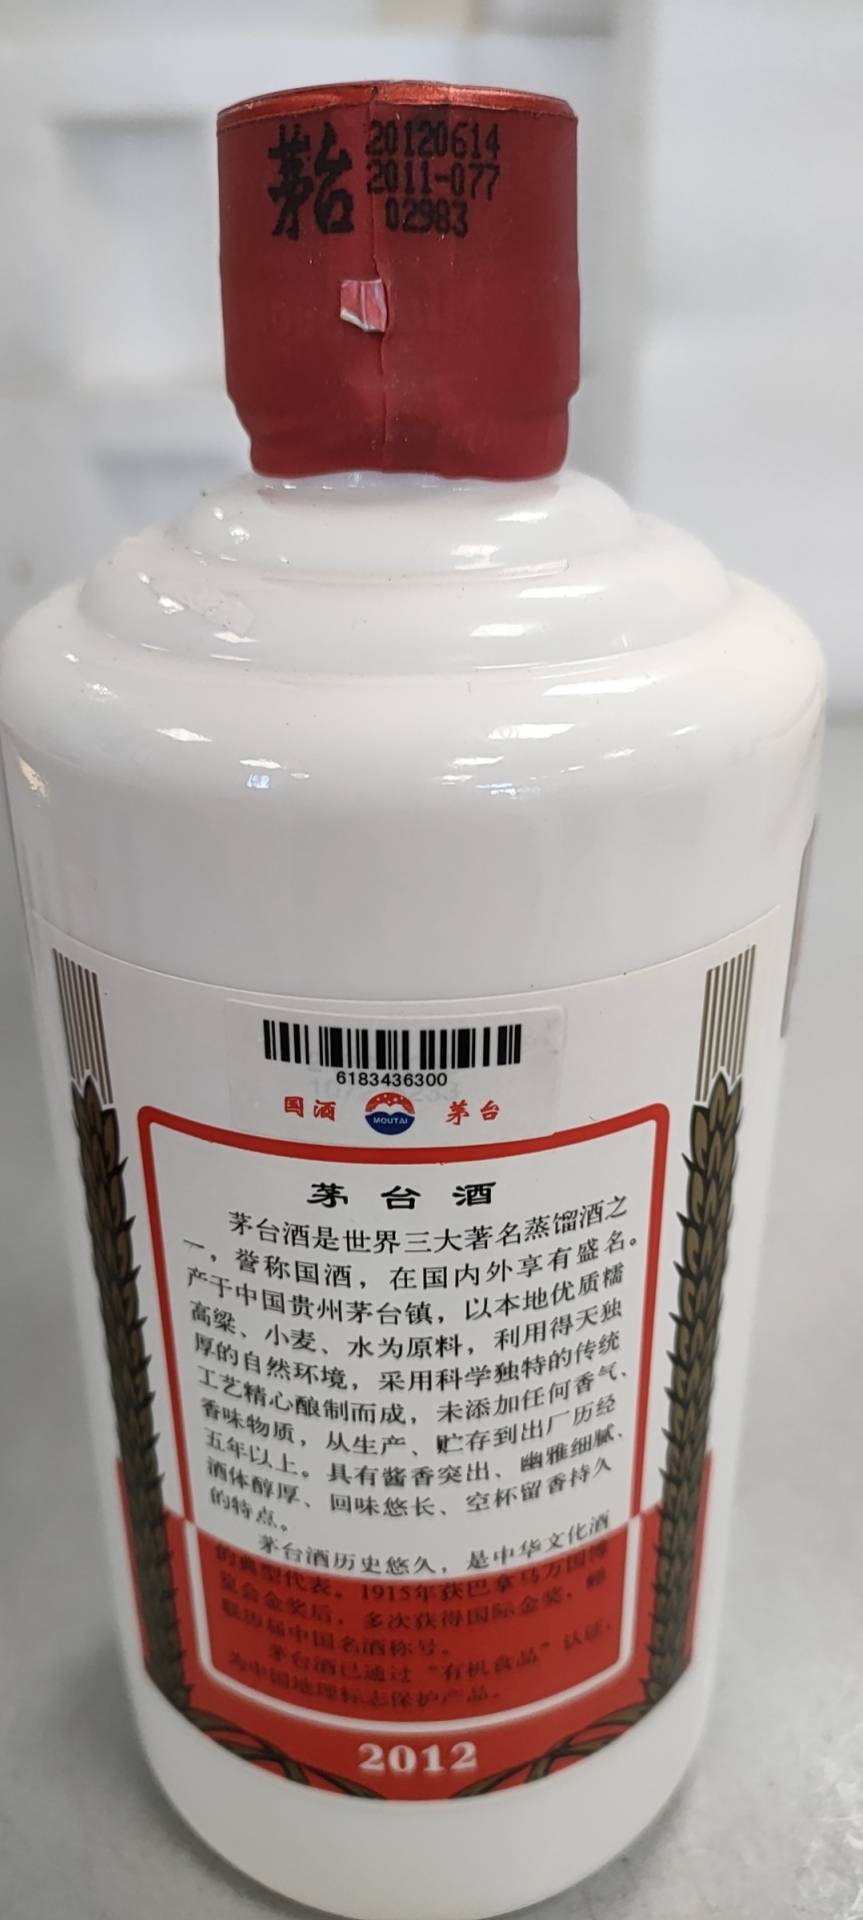 茅台
20120614
2011-077
02983
6183436300
国酒 MOUTAI 茅台
茅台酒
茅台酒是世界三大著名蒸馏酒之
一，誉称国酒，在国内外享有盛名。
产于中国贵州茅台镇，以本地优质糯
高粱、小麦、水为原料，利用得天独
厚的自然环境，采用科学独特的传统
工艺精心酿制而成，未添加任何香气、
香味物质，从生产、贮存到出厂历经
五年以上。具有酱香突出、幽雅细腻、
酒体醇厚、回味悠长、空杯留香持久
的特点。
茅台酒历史悠久，是中华文化酒
的典型代表。1915年获巴拿马万国博
览会金奖后，多次获得国际金奖，蝉
联历届中国名酒称号。
茅台酒已通过“有机食品”认证，
为中国地理标志保护产品。
2012